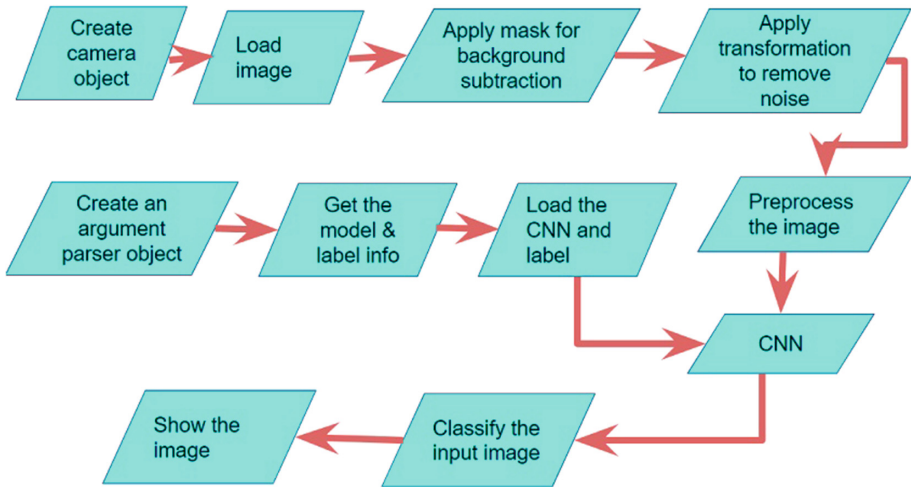 Create
camera
object
Load
image
Apply mask for
background
subtraction
Apply
transformation
to remove
noise
Preprocess
the image
Create an
argument
parser object
Get the
model &
label info
Load the
CNN and
label
CNN
Classify the
input image
Show the
image